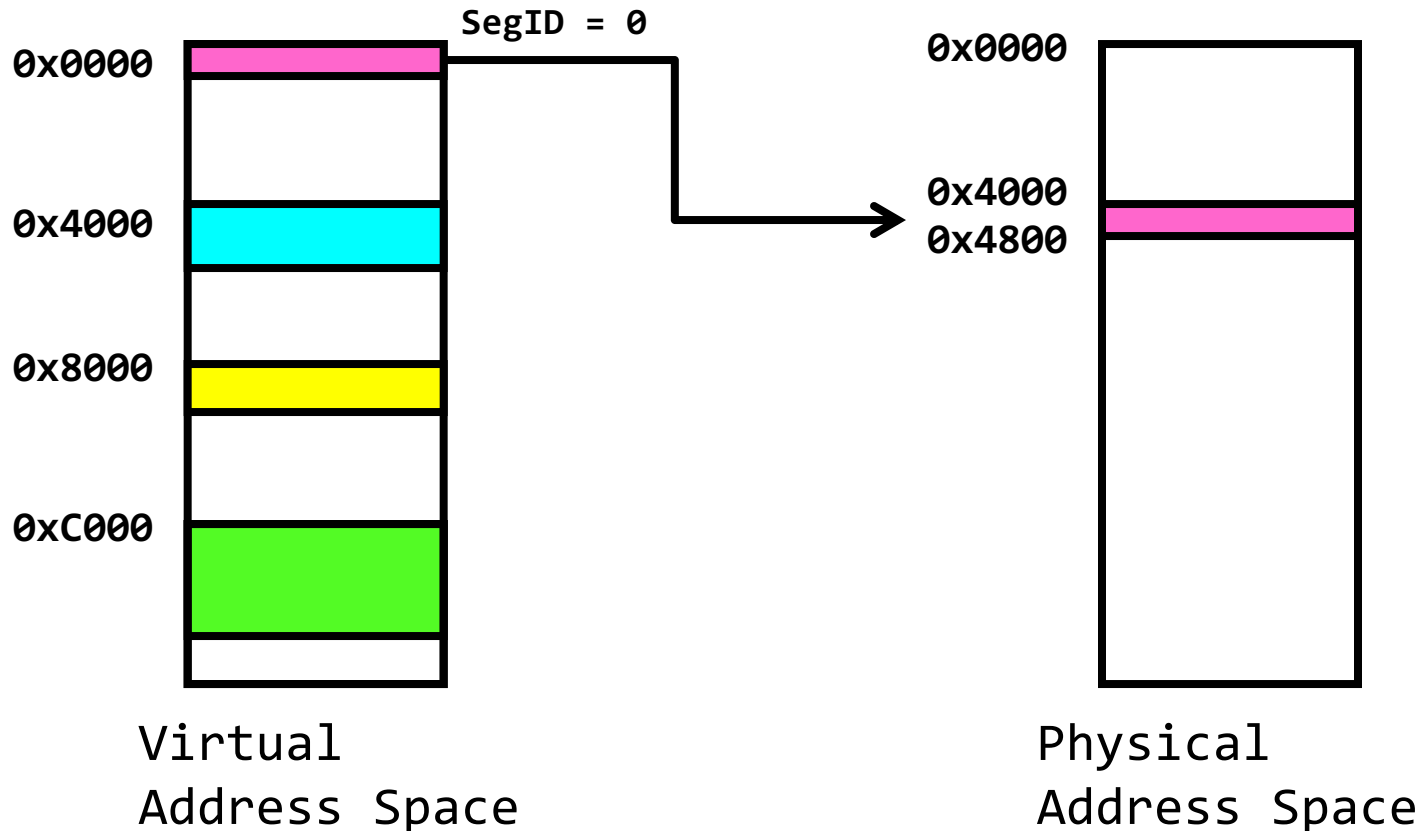 SegID = 0
0x0000
0x4000
0x8000
0xC000
Virtual
Address Space
0x0000
0x4000
0x4800
Physical
Address Space